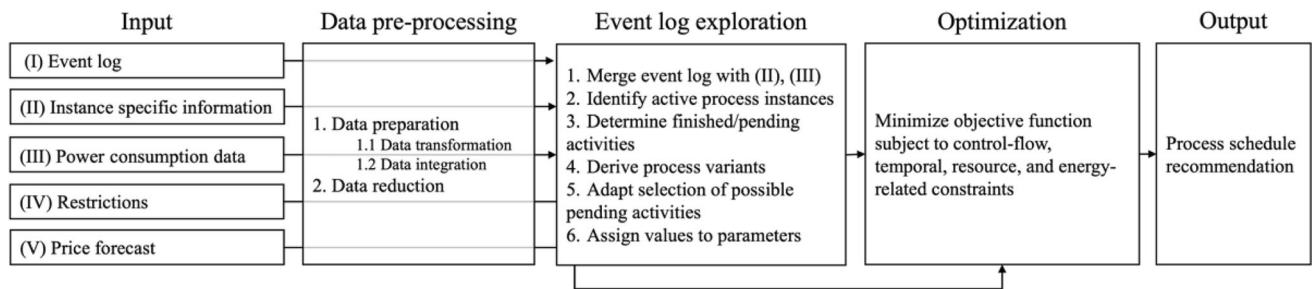 Input
Data pre-processing
Event log exploration
Optimization
Output
(I) Event log
(II) Instance specific information
(III) Power consumption data
(IV) Restrictions
(V) Price forecast
1. Data preparation
1.1 Data transformation
1.2 Data integration
2. Data reduction
1. Merge event log with (II), (III)
2. Identify active process instances
3. Determine finished/pending
activities
4. Derive process variants
5. Adapt selection of possible
pending activities
6. Assign values to parameters
Minimize objective function
subject to control-flow,
temporal, resource, and energy-
related constraints
Process schedule
recommendation